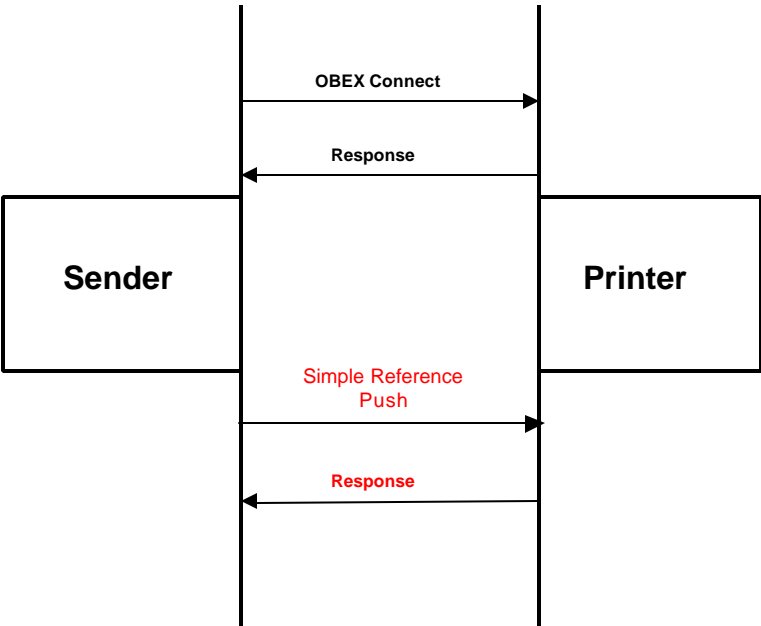 OBEX Connect
Response
Sender
Printer
Simple Reference
Push
Response